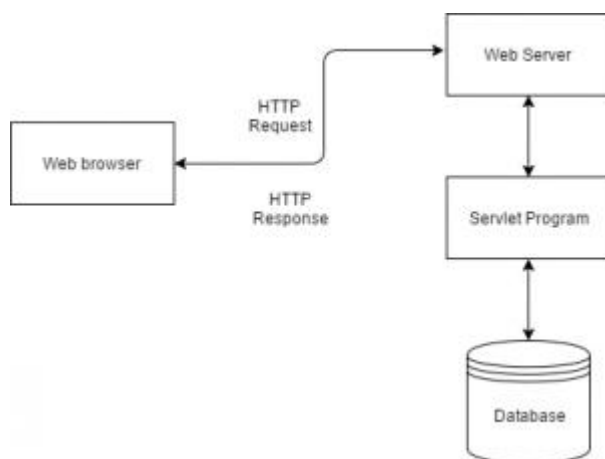 Web Server
HTTP
Request
Web browser
HTTP
Response
Servlet Program
Database